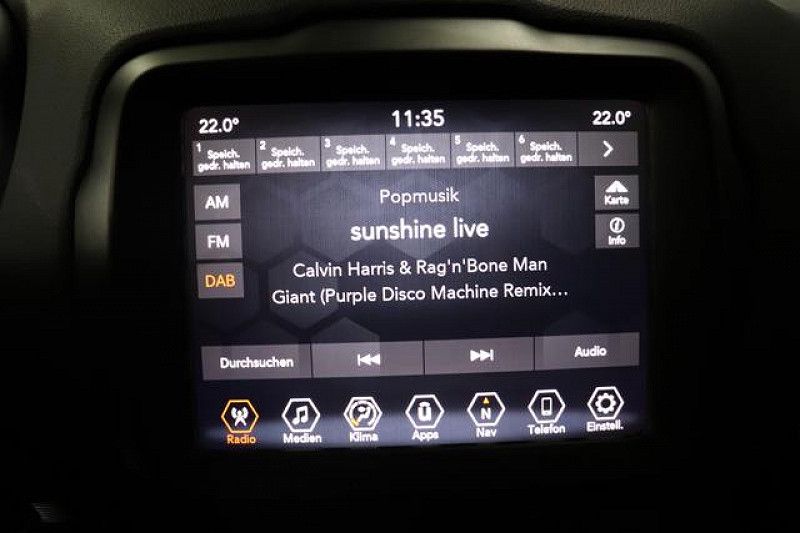 22.0°
11:35
22.0°
1 Speich. gedr. halten
2 Speich. gedr. halten
3 Speich. gedr. halten
4 Speich. gedr. halten
5 Speich. gedr. halten
6 Speich. gedr. halten
AM
FM
DAB
Popmusik
sunshine live
Calvin Harris & Rag'n'Bone Man
Giant (Purple Disco Machine Remix...
Karte
Info
Durchsuchen
Audio
Radio
Medien
Klima
Apps
N
Nav
Telefon
Einstell.